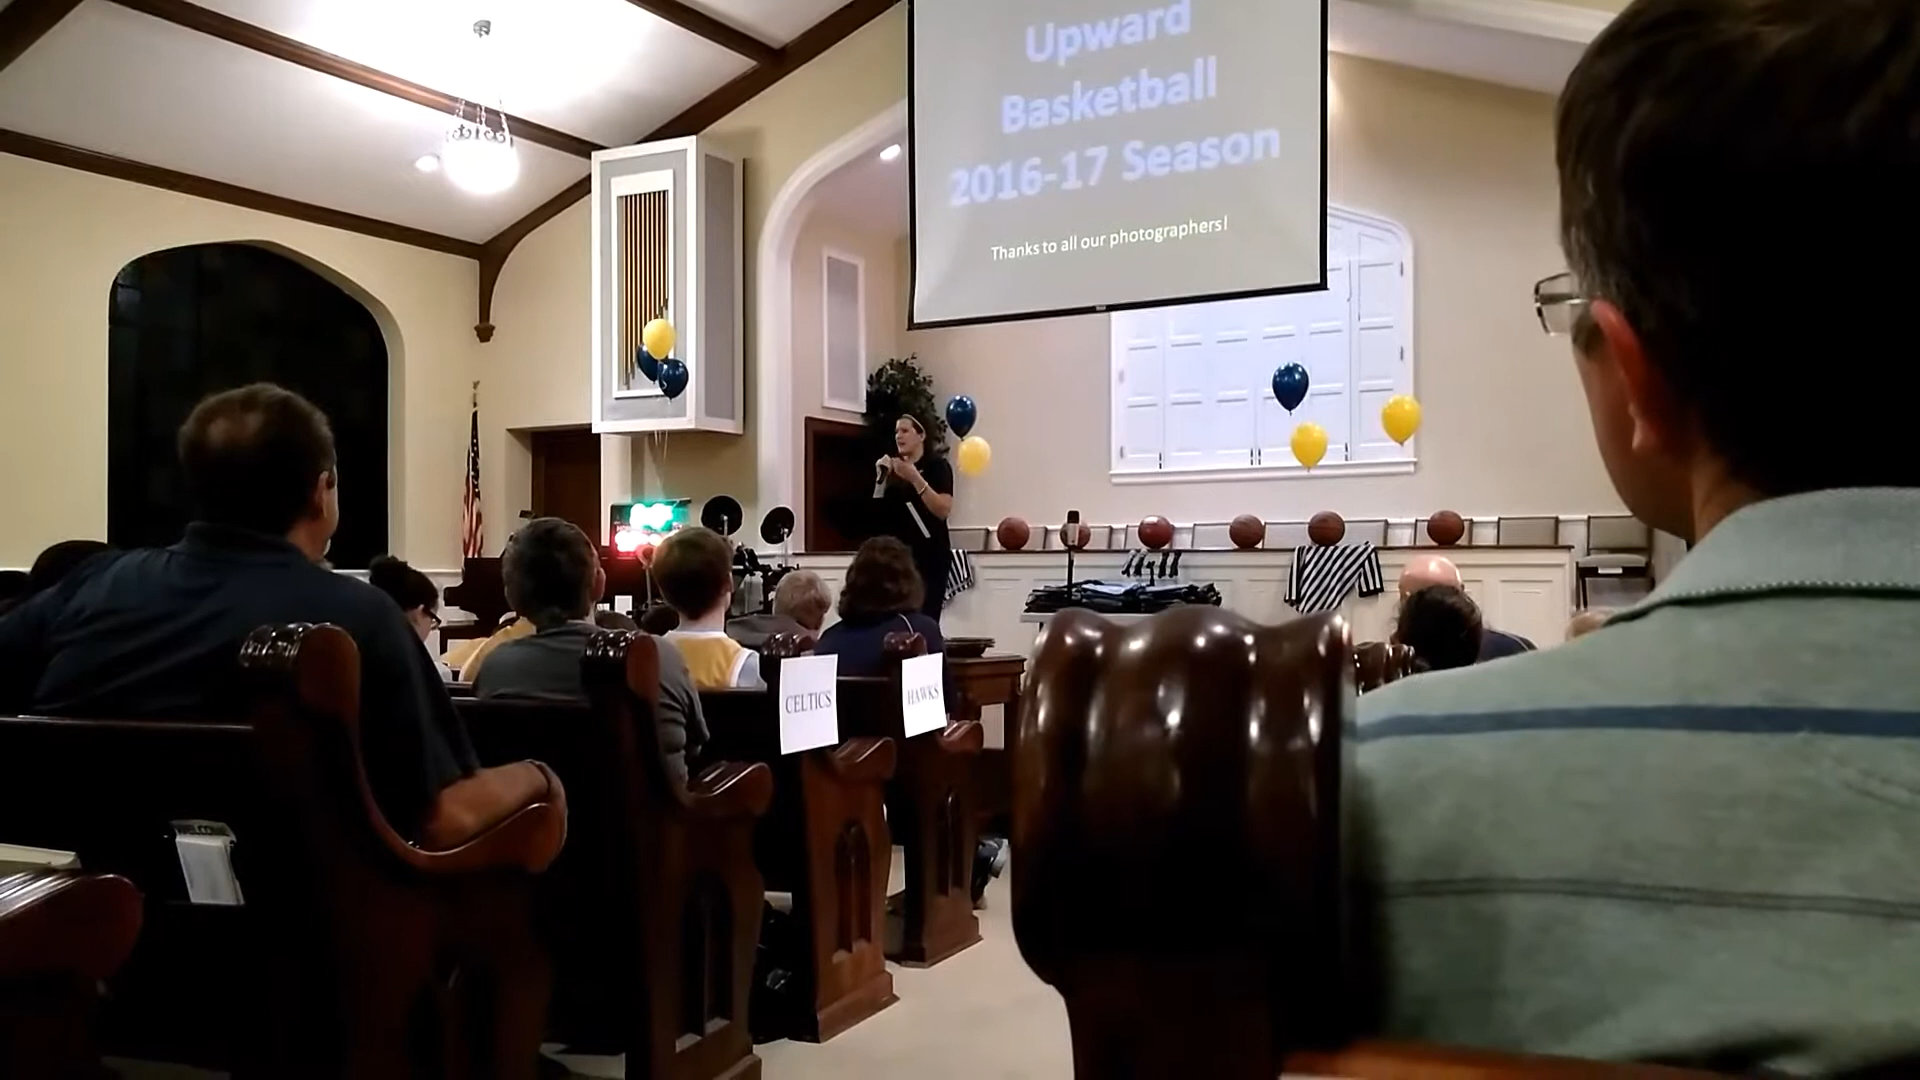 Upward
Basketball
2016-17 Season
Thanks to all our photographers!
CELTICS
HAWKS